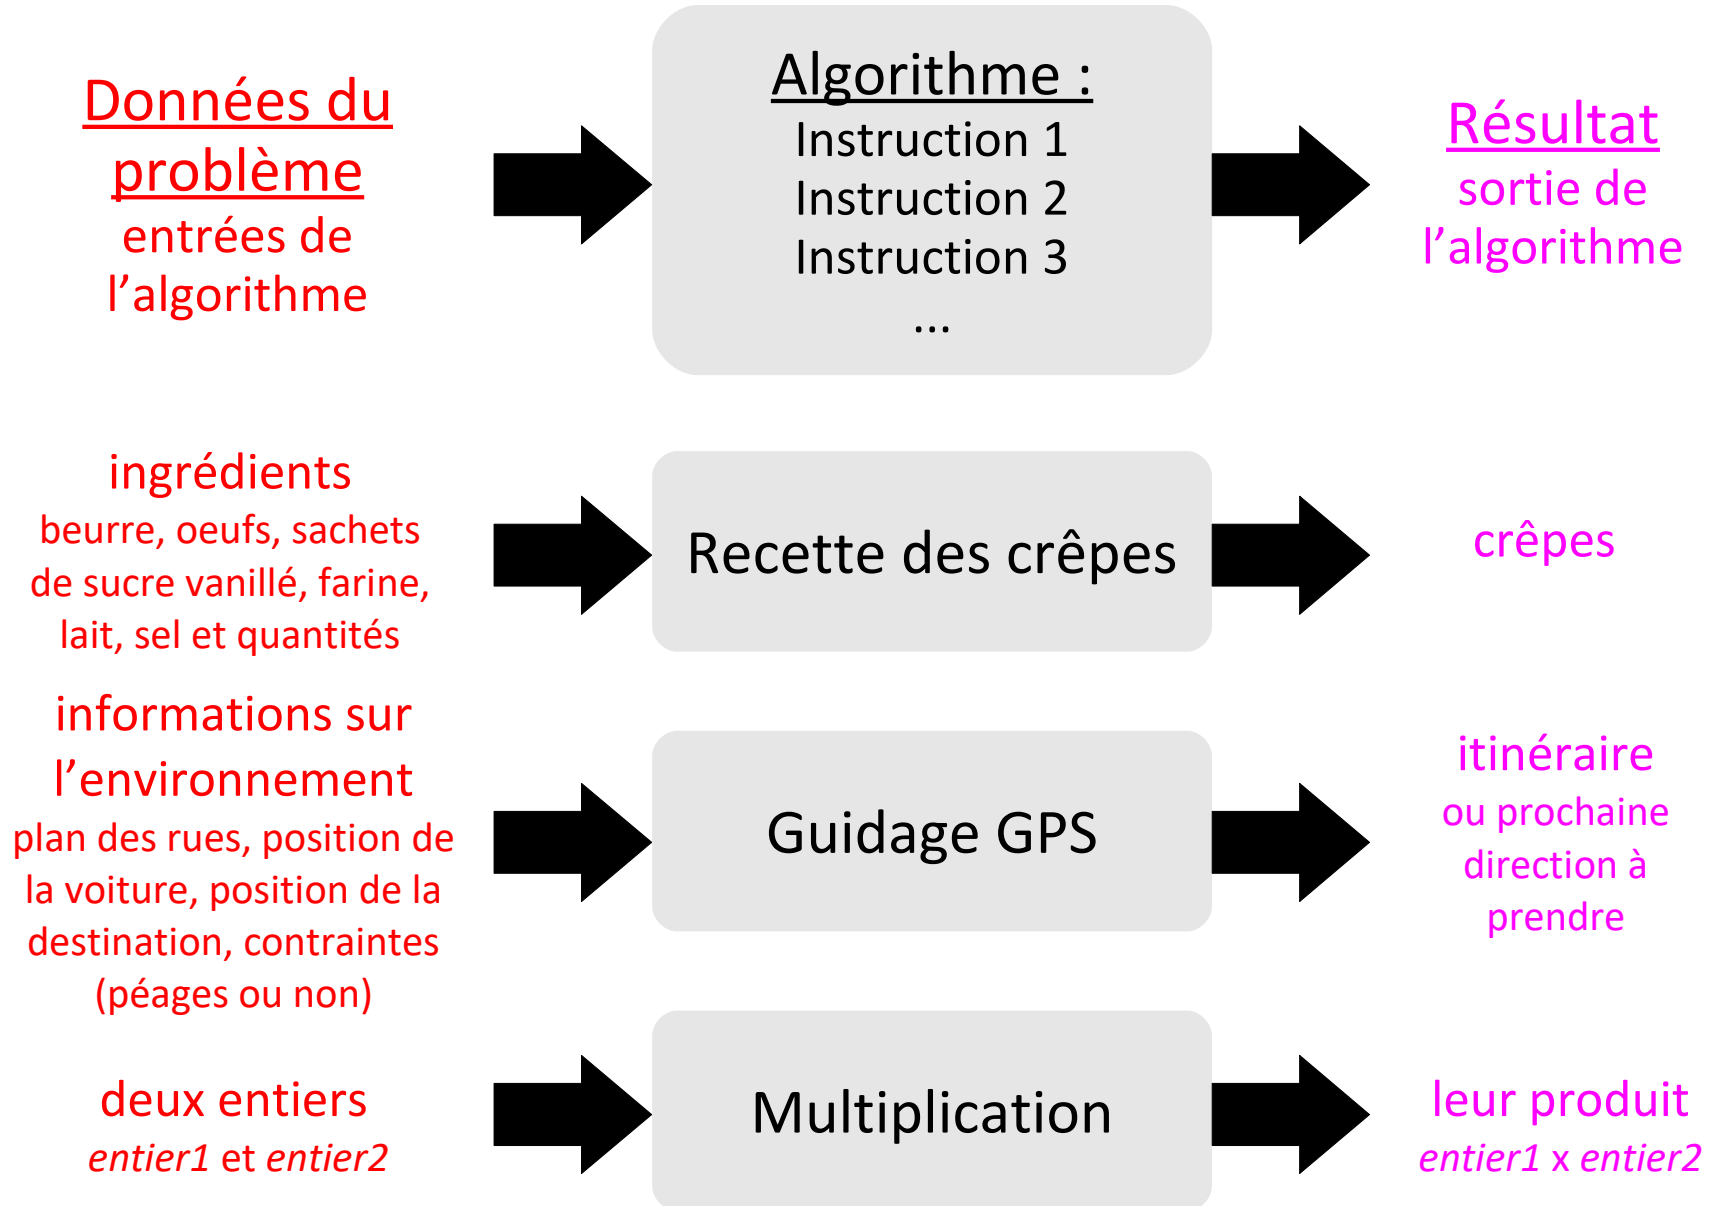 Données du
problème
entrées de
l’algorithme
Algorithme :
Instruction 1
Instruction 2
Instruction 3
...
Résultat
sortie de
l’algorithme
ingrédients
beurre, oeufs, sachets
de sucre vanillé, farine,
lait, sel et quantités
Recette des crêpes
crêpes
informations sur
l’environnement
plan des rues, position de
la voiture, position de la
destination, contraintes
(péages ou non)
Guidage GPS
itinéraire
ou prochaine
direction à
prendre
deux entiers
entier1 et entier2
Multiplication
leur produit
entier1 x entier2